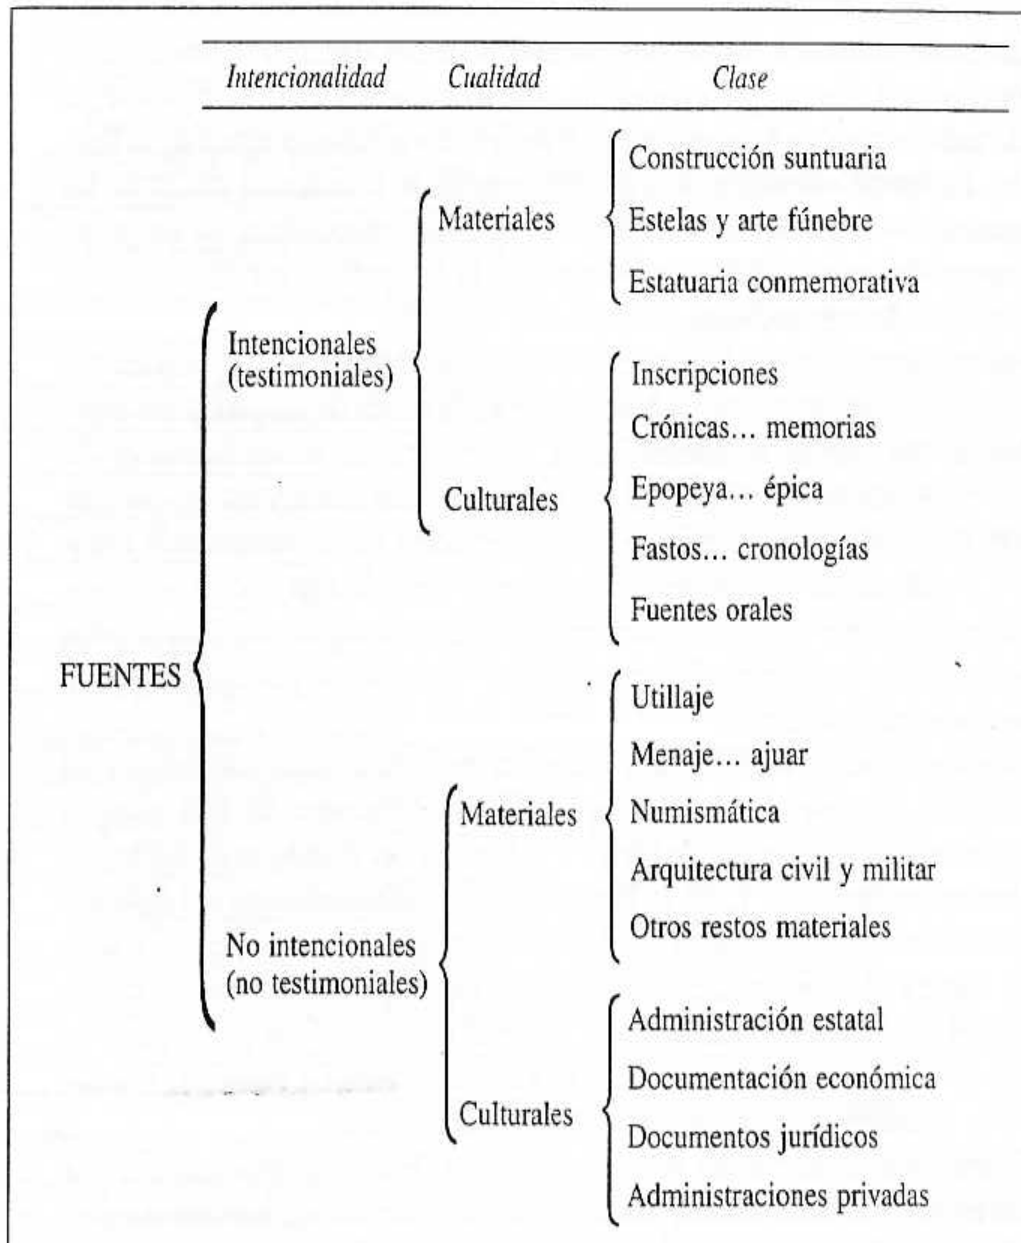 Intencionalidad Cualidad Clase
Construcción suntuaria
Materiales Estelas y arte fúnebre
Estatuaria conmemorativa
Intencionales
(testimoniales)
Inscripciones
Crónicas... memorias
Culturales Epopeya... épica
Fastos... cronologías
Fuentes orales
FUENTES
Utillaje
Menaje... ajuar
Materiales Numismática
Arquitectura civil y militar
Otros restos materiales
No intencionales
(no testimoniales)
Administración estatal
Documentación económica
Culturales
Documentos jurídicos
Administraciones privadas